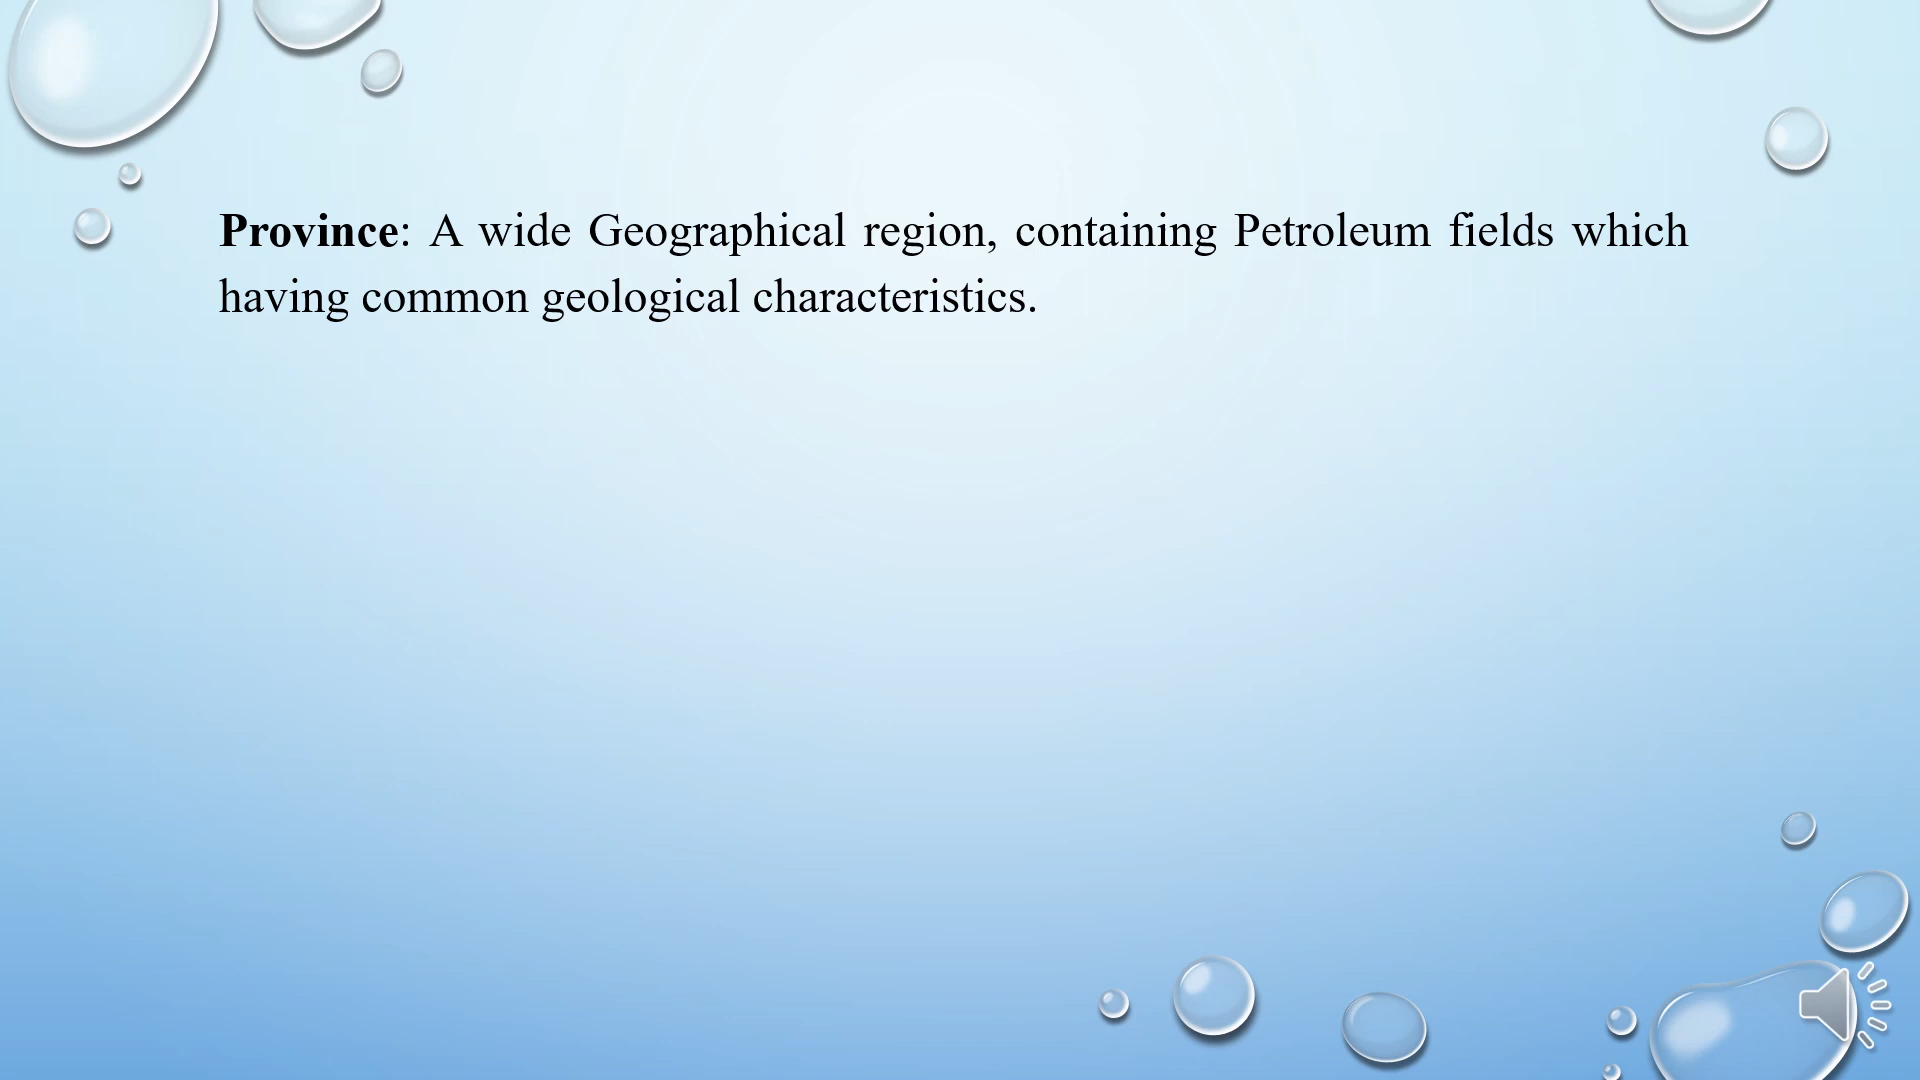 Province: A wide Geographical region, containing Petroleum fields which
having common geological characteristics.